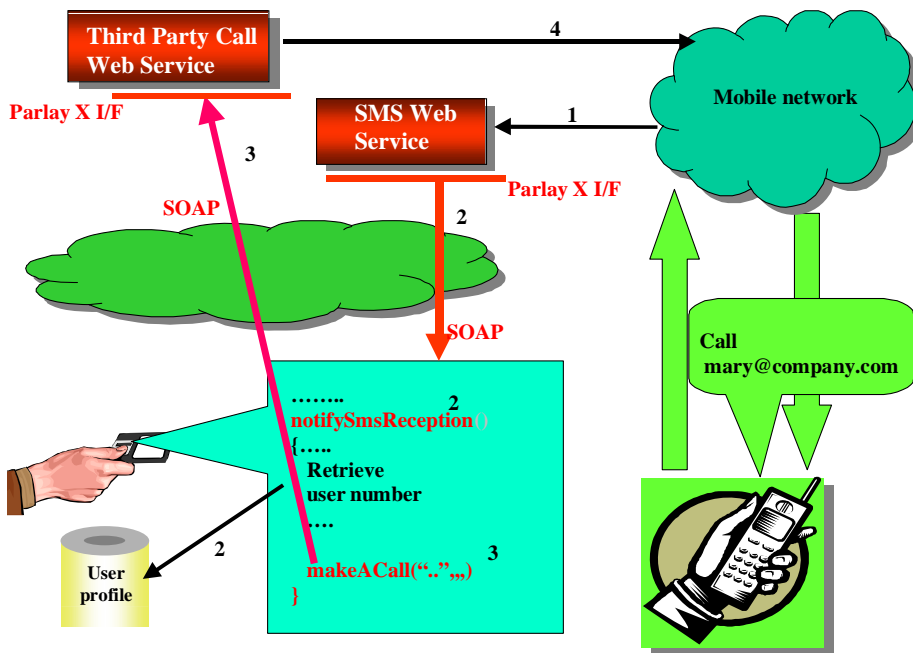 Third Party Call
Web Service
4
Mobile network
Parlay X I/F
SMS Web
Service
1
3
Parlay X I/F
SOAP
2
SOAP
Call
mary@company.com
……..
2
notifySmsReception()
{…..
Retrieve
user number
….
2
3
makeACall(“..”,,,)
}
User
profile